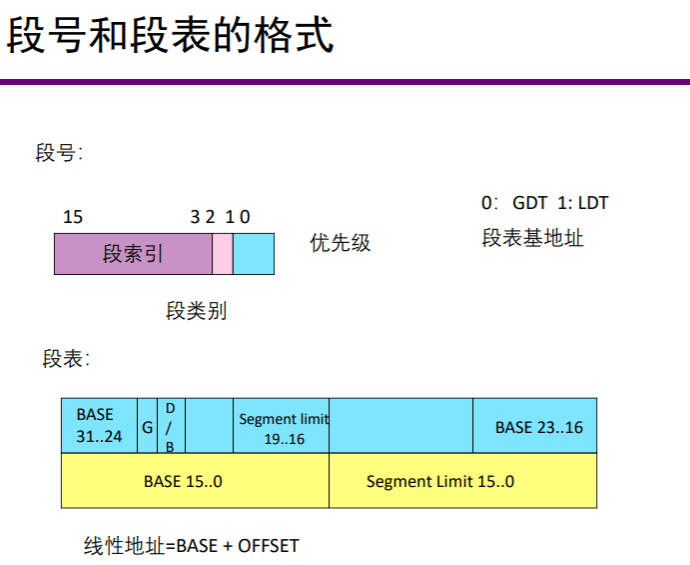 段号和段表的格式
段号：
15 3 2 1 0
段索引
优先级
0： GDT 1: LDT
段表基地址
段类别
段表：
BASE
31..24
G
D
/
B
Segment limit
19..16
BASE 23..16
BASE 15..0
Segment Limit 15..0
线性地址=BASE + OFFSET